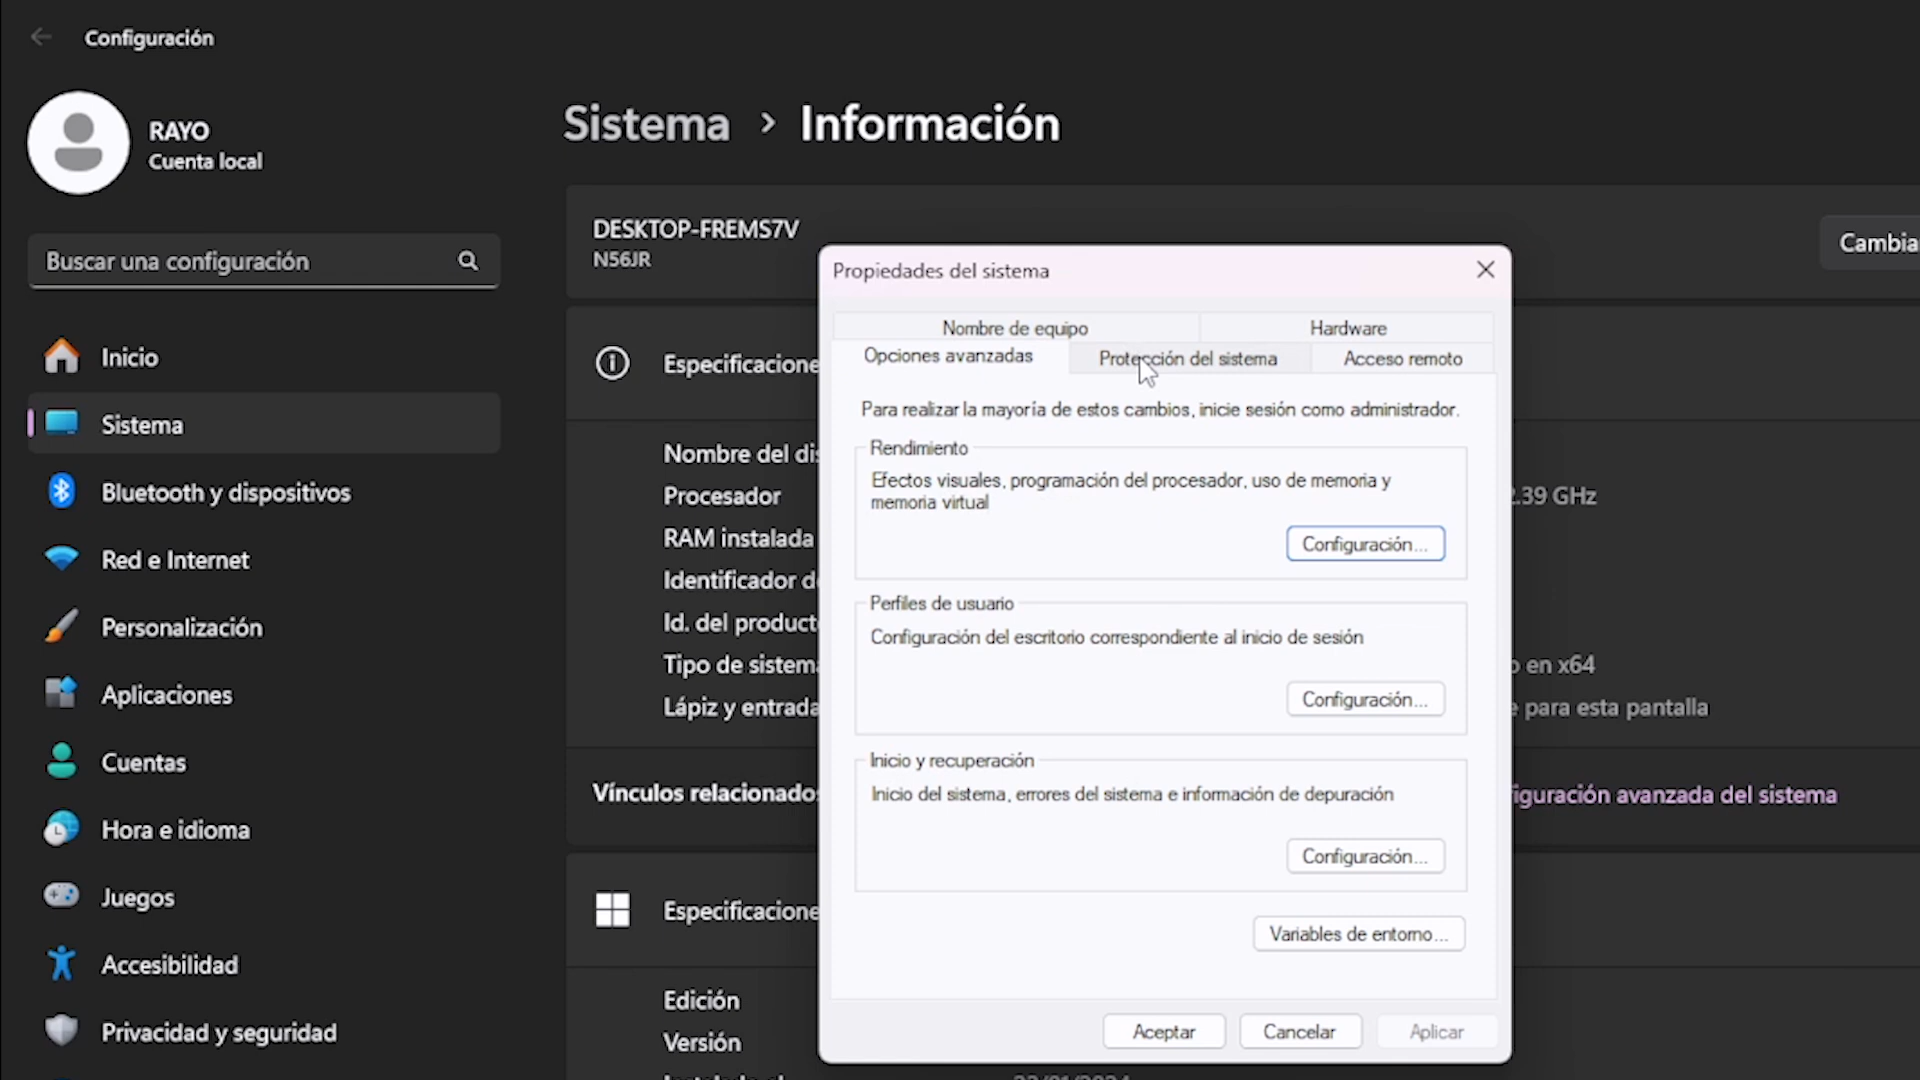 Configuración
RAYO
Cuenta local
Buscar una configuración
Inicio
Sistema
Bluetooth y dispositivos
Red e Internet
Personalización
Aplicaciones
Cuentas
Hora e idioma
Juegos
Accesibilidad
Privacidad y seguridad
Sistema > Información
DESKTOP-FREMS7V
N56JR
Cambia
Especificacione
Nombre del dis
Procesador
2.39 GHz
RAM instalada
Identificador de
Id. del product
Tipo de sistema
o en x64
Lápiz y entrada
e para esta pantalla
Vínculos relacionados
figuración avanzada del sistema
Especificacione
Edición
Versión
Propiedades del sistema
Nombre de equipo
Hardware
Opciones avanzadas
Protección del sistema
Acceso remoto
Para realizar la mayoría de estos cambios, inicie sesión como administrador.
Rendimiento
Efectos visuales, programación del procesador, uso de memoria y
memoria virtual
Configuración...
Perfiles de usuario
Configuración del escritorio correspondiente al inicio de sesión
Configuración...
Inicio y recuperación
Inicio del sistema, errores del sistema e información de depuración
Configuración...
Variables de entorno...
Aceptar
Cancelar
Aplicar